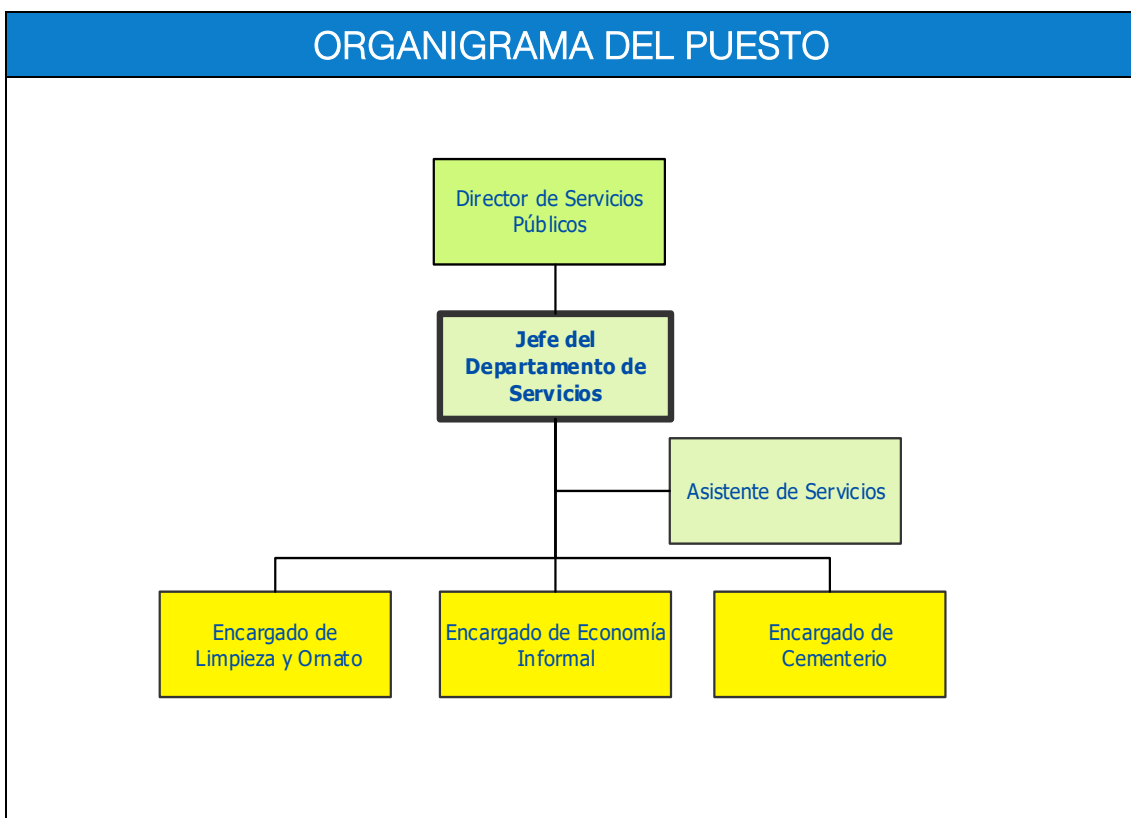 ORGANIGRAMA DEL PUESTO
Director de Servicios
Públicos
Jefe del
Departamento de
Servicios
Asistente de Servicios
Encargado de
Limpieza y Ornato
Encargado de Economía
Informal
Encargado de
Cementerio